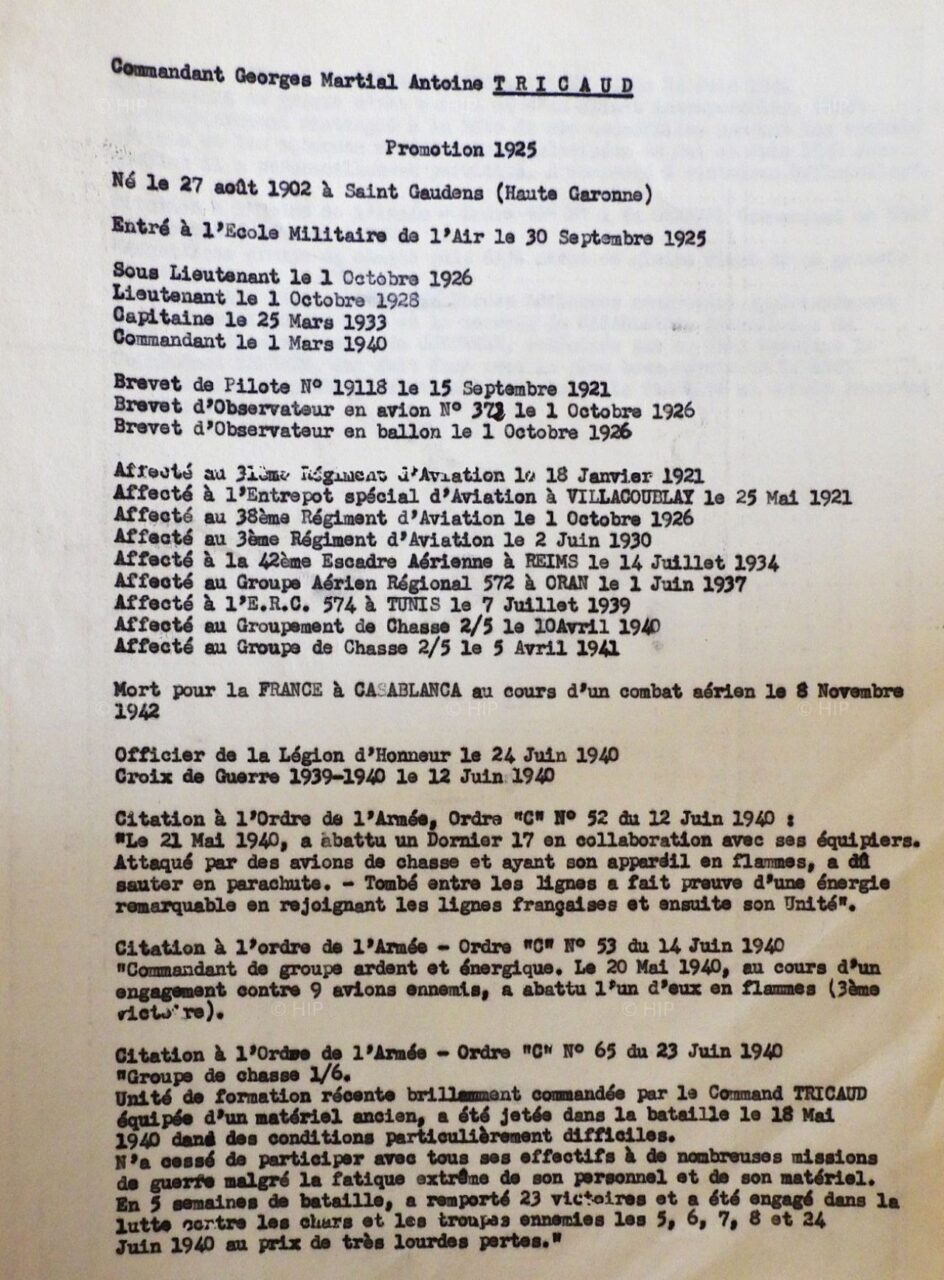 Commandant Georges Martial Antoine T R I C A U D
Promotion 1925
Né le 27 août 1902 à Saint Gaudens (Haute Garonne)
Entré à l'Ecole Militaire de l'Air le 30 Septembre 1925
Sous Lieutenant le 1 Octobre 1926
Lieutenant le 1 Octobre 1928
Capitaine le 25 Mars 1933
Commandant le 1 Mars 1940
Brevet de Pilote N° 19118 le 15 Septembre 1921
Brevet d'Observateur en avion N° 372 le 1 Octobre 1926
Brevet d'Observateur en ballon le 1 Octobre 1926
Affecté au 31ème Régiment d'Aviation le 18 Janvier 1921
Affecté à l'Entrepot spécial d'Aviation à VILLACOUBLAY le 25 Mai 1921
Affecté au 38ème Régiment d'Aviation le 1 Octobre 1926
Affecté au 3ème Régiment d'Aviation le 2 Juin 1930
Affecté à la 42ème Escadre Aérienne à REIMS le 14 Juillet 1934
Affecté au Groupe Aérien Régional 572 à ORAN le 1 Juin 1937
Affecté à l'E.R.C. 574 à TUNIS le 7 Juillet 1939
Affecté au Groupement de Chasse 2/5 le 10Avril 1940
Affecté au Groupe de Chasse 2/5 le 5 Avril 1941
Mort pour la FRANCE à CASABLANCA au cours d'un combat aérien le 8 Novembre
1942
© HIP
Officier de la Légion d'Honneur le 24 Juin 1940
Croix de Guerre 1939-1940 le 12 Juin 1940
Citation à l'Ordre de l'Armée, Ordre "C" N° 52 du 12 Juin 1940 :
"Le 21 Mai 1940, a abattu un Dornier 17 en collaboration avec ses équipiers.
Attaqué par des avions de chasse et ayant son appareil en flammes, a dû
sauter en parachute. - Tombé entre les lignes a fait preuve d'une énergie
remarquable en rejoignant les lignes françaises et ensuite son Unité".
Citation à l'ordre de l'Armée - Ordre "C" N° 53 du 14 Juin 1940
"Commandant de groupe ardent et énergique. Le 20 Mai 1940, au cours d'un
engagement contre 9 avions ennemis, a abattu l'un d'eux en flammes (3ème
victoire).
© HIP © HIP
Citation à l'Ordre de l'Armée - Ordre "C" N° 65 du 23 Juin 1940
"Groupe de chasse 1/6.
Unité de formation récente brillamment commandée par le Command TRICAUD
équipée d'un matériel ancien, a été jetée dans la bataille le 18 Mai
1940 dans des conditions particulièrement difficiles.
N'a cessé de participer avec tous ses effectifs à de nombreuses missions
de guerre malgré la fatique extrême de son personnel et de son matériel.
En 5 semaines de bataille, a remporté 23 victoires et a été engagé dans la
lutte contre les chars et les troupes ennemies les 5, 6, 7, 8 et 24
Juin 1940 au prix de très lourdes pertes."